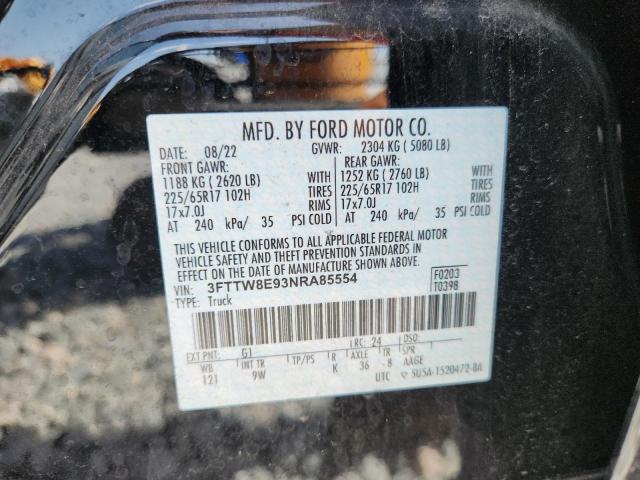 MFD. BY FORD MOTOR CO.
DATE: 08/22 GVWR: 2304 KG ( 5080 LB)
FRONT GAWR: REAR GAWR:
1188 KG ( 2620 LB) WITH 1252 KG ( 2760 LB) WITH
225/65R17 102H TIRES 225/65R17 102H TIRES
17x7.0J RIMS 17x7.0J RIMS
AT 240 kPa/ 35 PSI COLD AT 240 kPa/ 35 PSI COLD
THIS VEHICLE CONFORMS TO ALL APPLICABLE FEDERAL MOTOR
VEHICLE SAFETY AND THEFT PREVENTION STANDARDS IN EFFECT ON
THE DATE OF MANUFACTURE SHOWN ABOVE.
VIN: 3FTTW8E93NRA85554 F0203
TYPE: Truck T0398
EXT PNT: G1 RC: 24 DSO
WB INT TR TP/PS R AXLE TR SPR
121 9W K 36 8 AAGE
UTC SU5A-1520472-BA